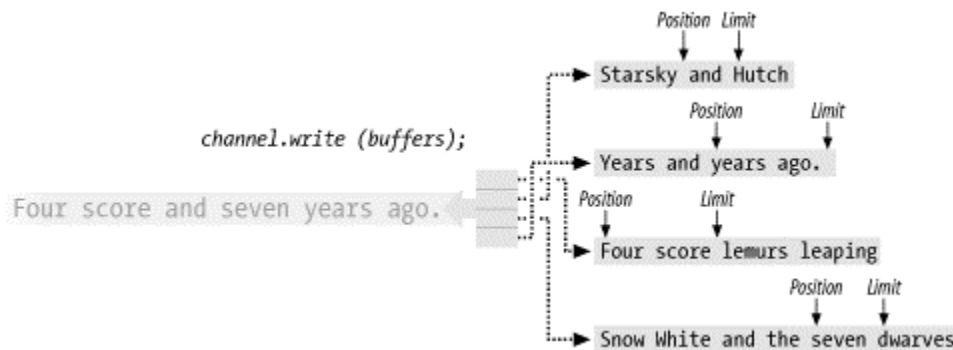 Position Limit
Starsky and Hutch
Position Limit
channel.write (buffers);
Years and years ago.
Position Limit
Four score and seven years ago.
Four score lemurs leaping
Position Limit
Snow White and the seven dwarves